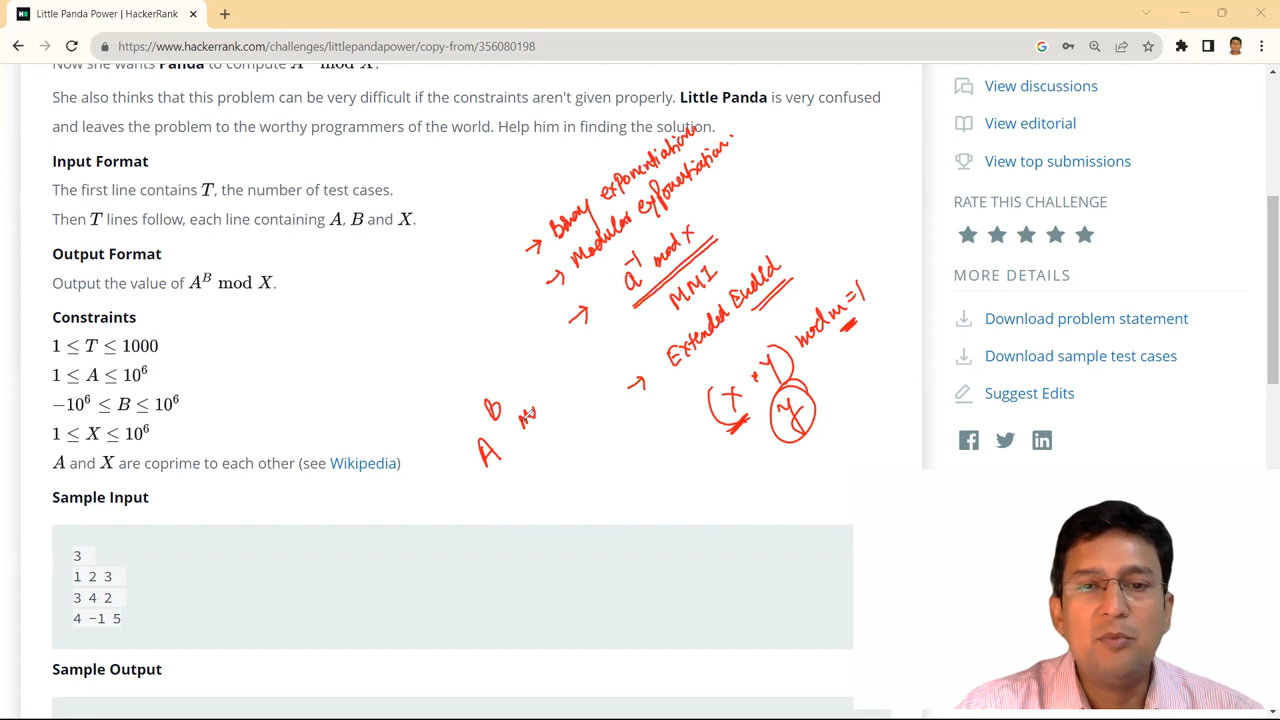 Little Panda Power | HackerRank
https://www.hackerrank.com/challenges/littlepandapower/copy-from/356080198
Now she wants Panda to compute A mod X.
She also thinks that this problem can be very difficult if the constraints aren't given properly. Little Panda is very confused
and leaves the problem to the worthy programmers of the world. Help him in finding the solution.
Input Format
The first line contains T, the number of test cases.
Then T lines follow, each line containing A, B and X.
Output Format
Output the value of A^B mod X.
Constraints
1 ≤ T ≤ 1000
1 ≤ A ≤ 10^6
−10^6 ≤ B ≤ 10^6
1 ≤ X ≤ 10^6
A and X are coprime to each other (see Wikipedia)
Sample Input
3
1 2 3
3 4 2
4 -1 5
Sample Output
→ Binary exponentiation
→ Modular exponentiation.
→ a^-1 mod x
MMI
→ Extended Euclid
(x * y) mod m = 1
y
A^B
View discussions
View editorial
View top submissions
RATE THIS CHALLENGE
MORE DETAILS
Download problem statement
Download sample test cases
Suggest Edits